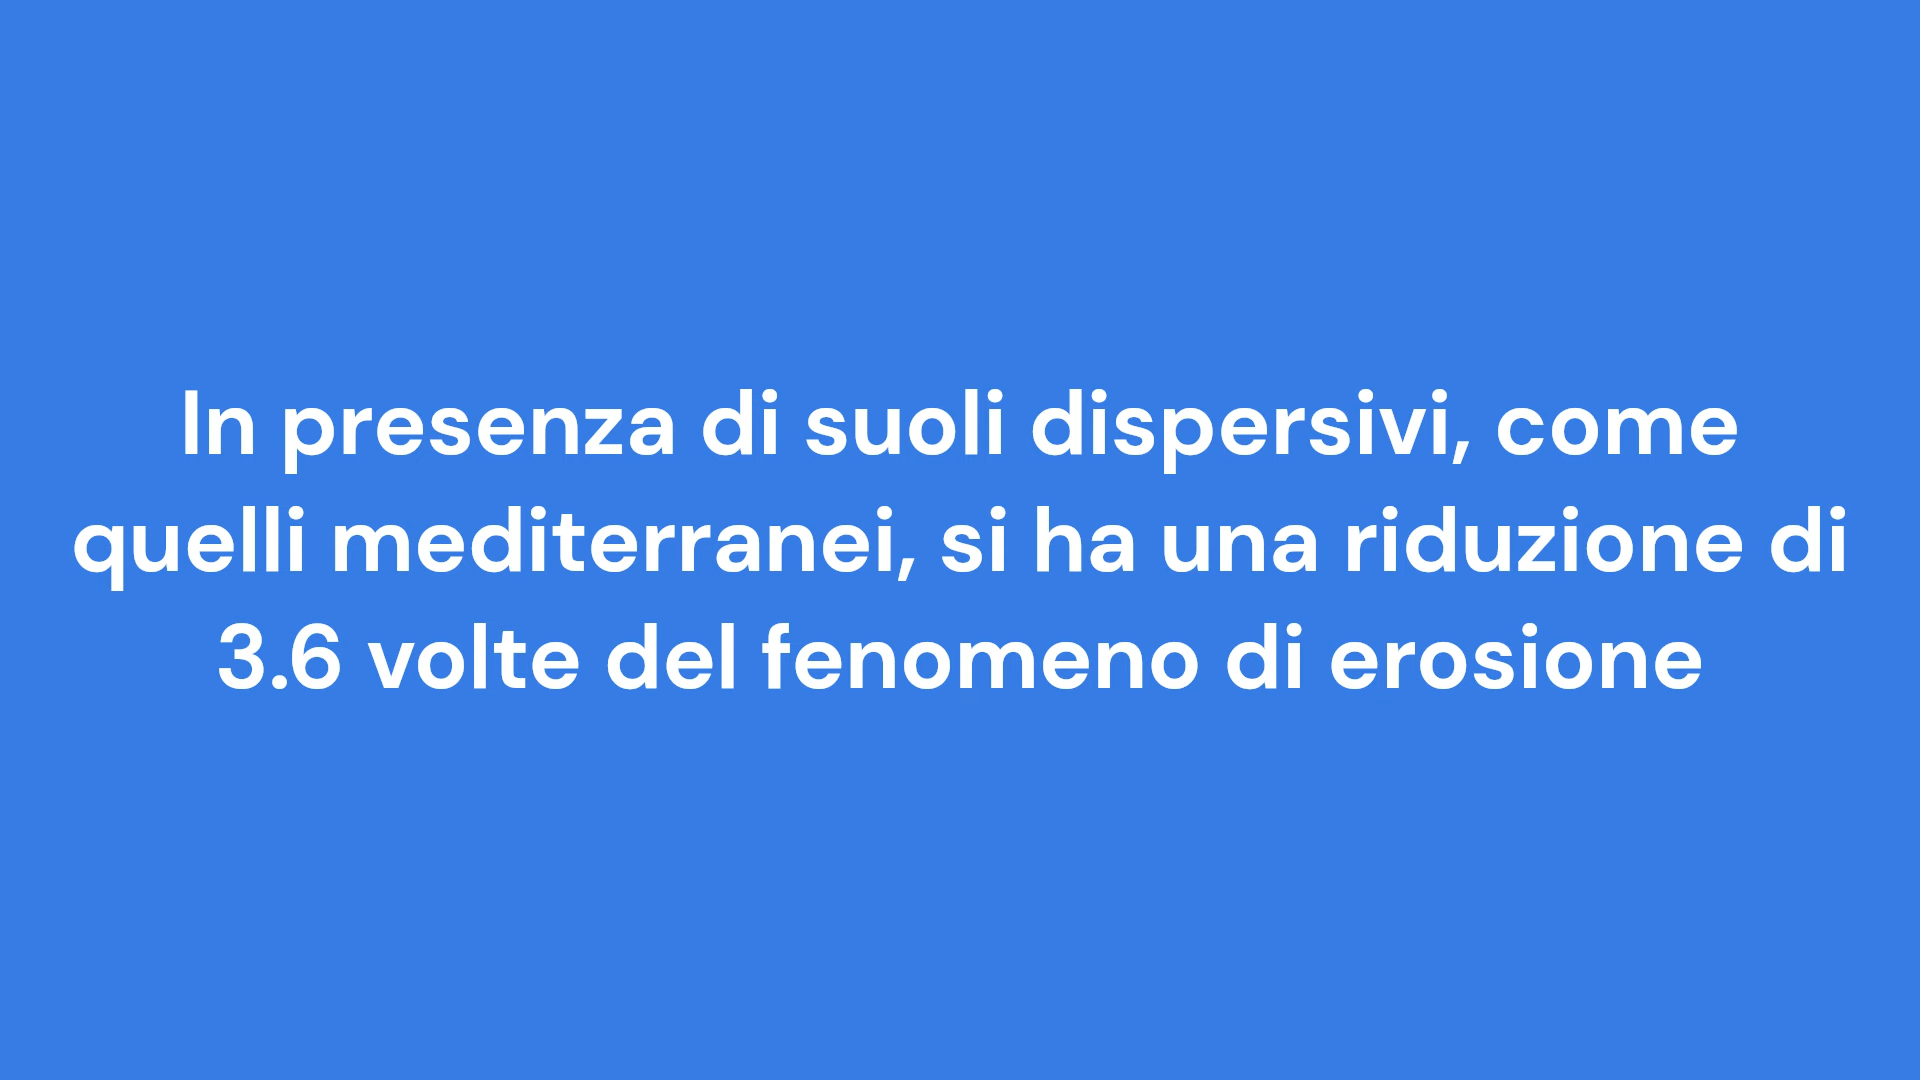 In presenza di suoli dispersivi, come
quelli mediterranei, si ha una riduzione di
3.6 volte del fenomeno di erosione